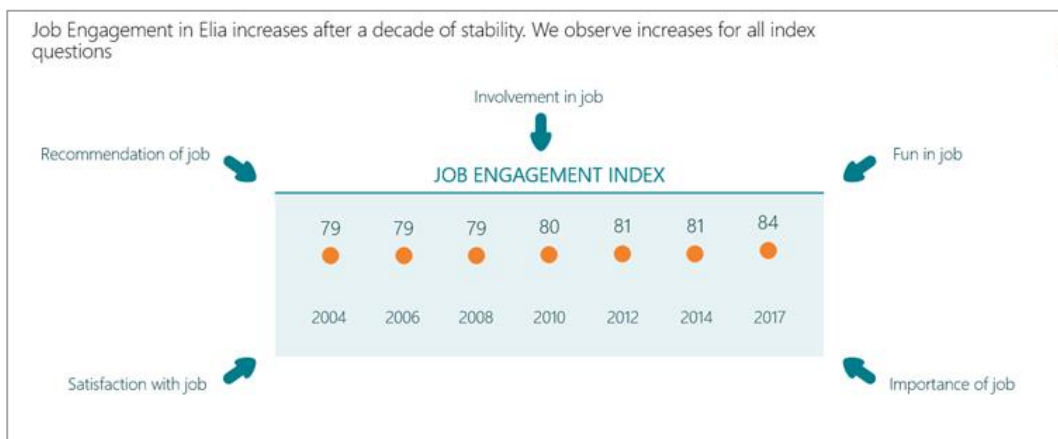 Job Engagement in Elia increases after a decade of stability. We observe increases for all index
questions
Involvement in job
Recommendation of job
Fun in job
JOB ENGAGEMENT INDEX
79 79 79 80 81 81 84
2004 2006 2008 2010 2012 2014 2017
Satisfaction with job
Importance of job